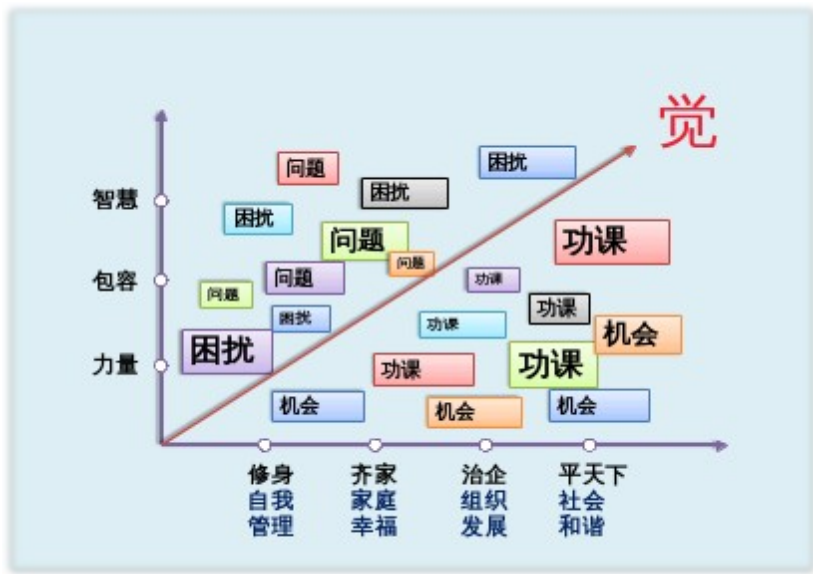 觉
困扰
问题
困扰
智慧
困扰
问题
功课
问题
包容
问题
功课
问题
功课
困扰
功课
机会
困扰
力量
功课
功课
机会
机会
机会
修身
自我
管理
齐家
家庭
幸福
治企
组织
发展
平天下
社会
和谐